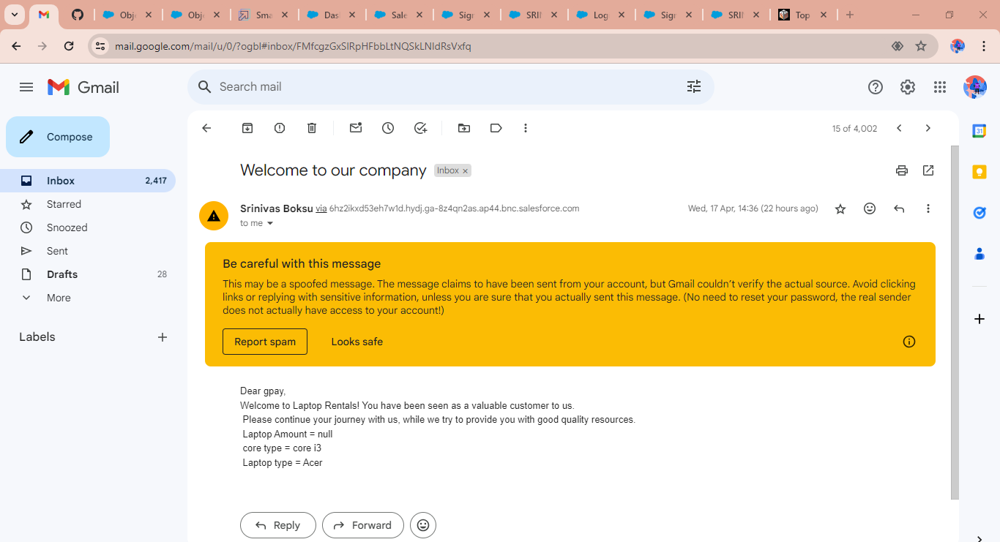 Obje
Obje
Sma
Das
Sale
Sign
SRIN
Log
Sign
SRIN
Top
mail.google.com/mail/u/0/?ogbl#inbox/FMfcgzGxSlRpHFbbLtNQSkLNldRsVxfq
Gmail
Search mail
Compose
15 of 4,002
31
Inbox 2,417
Starred
Snoozed
Sent
Drafts 28
More
Labels
Welcome to our company Inbox
Srinivas Boksu via 6hz2ikxd53eh7w1d.hydj.ga-8z4qn2as.ap44.bnc.salesforce.com Wed, 17 Apr, 14:36 (22 hours ago)
to me
Be careful with this message
This may be a spoofed message. The message claims to have been sent from your account, but Gmail couldn't verify the actual source. Avoid clicking
links or replying with sensitive information, unless you are sure that you actually sent this message. (No need to reset your password, the real sender
does not actually have access to your account!)
Report spam Looks safe
Dear gpay,
Welcome to Laptop Rentals! You have been seen as a valuable customer to us.
Please continue your journey with us, while we try to provide you with good quality resources.
Laptop Amount = null
core type = core i3
Laptop type = Acer
Reply Forward